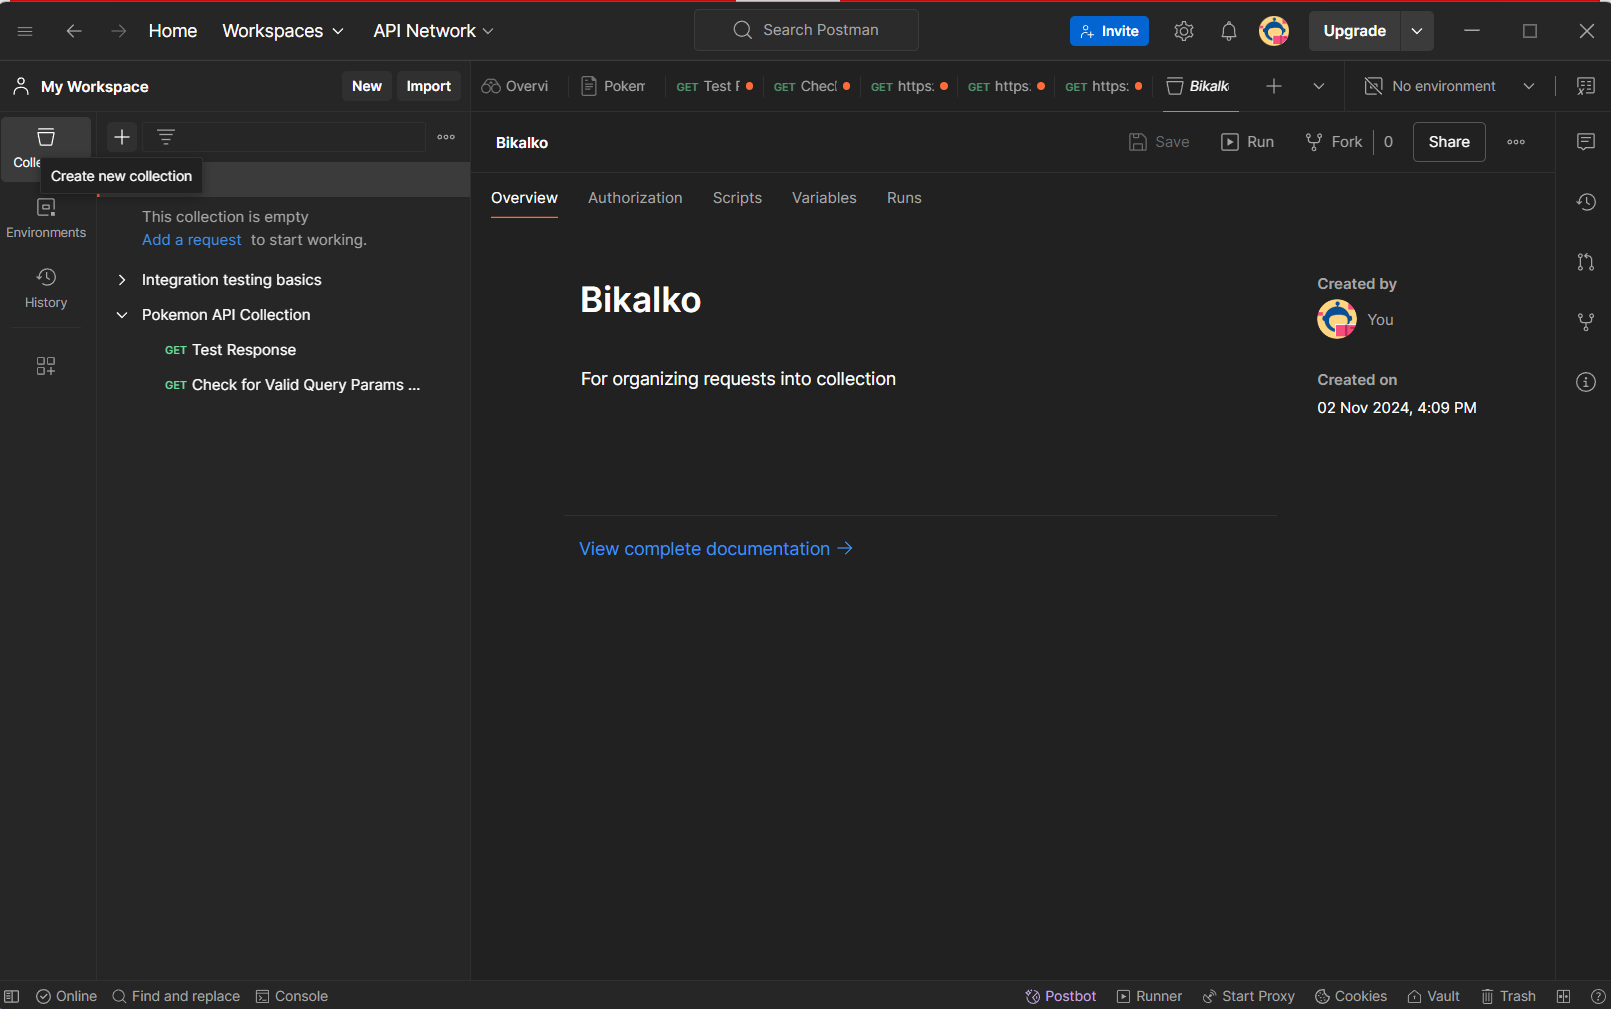 Home Workspaces API Network Search Postman Invite Upgrade
My Workspace New Import Overvi Pokem GET Test F GET Checl GET https: GET https: GET https: Bikalk No environment
Colle
Create new collection
Bikalko Save Run Fork 0 Share
Overview Authorization Scripts Variables Runs
This collection is empty
Add a request to start working.
Environments
Integration testing basics
History
Pokemon API Collection
GET Test Response
GET Check for Valid Query Params ...
Bikalko
For organizing requests into collection
Created by
You
Created on
02 Nov 2024, 4:09 PM
View complete documentation →
Online Find and replace Console Postbot Runner Start Proxy Cookies Vault Trash